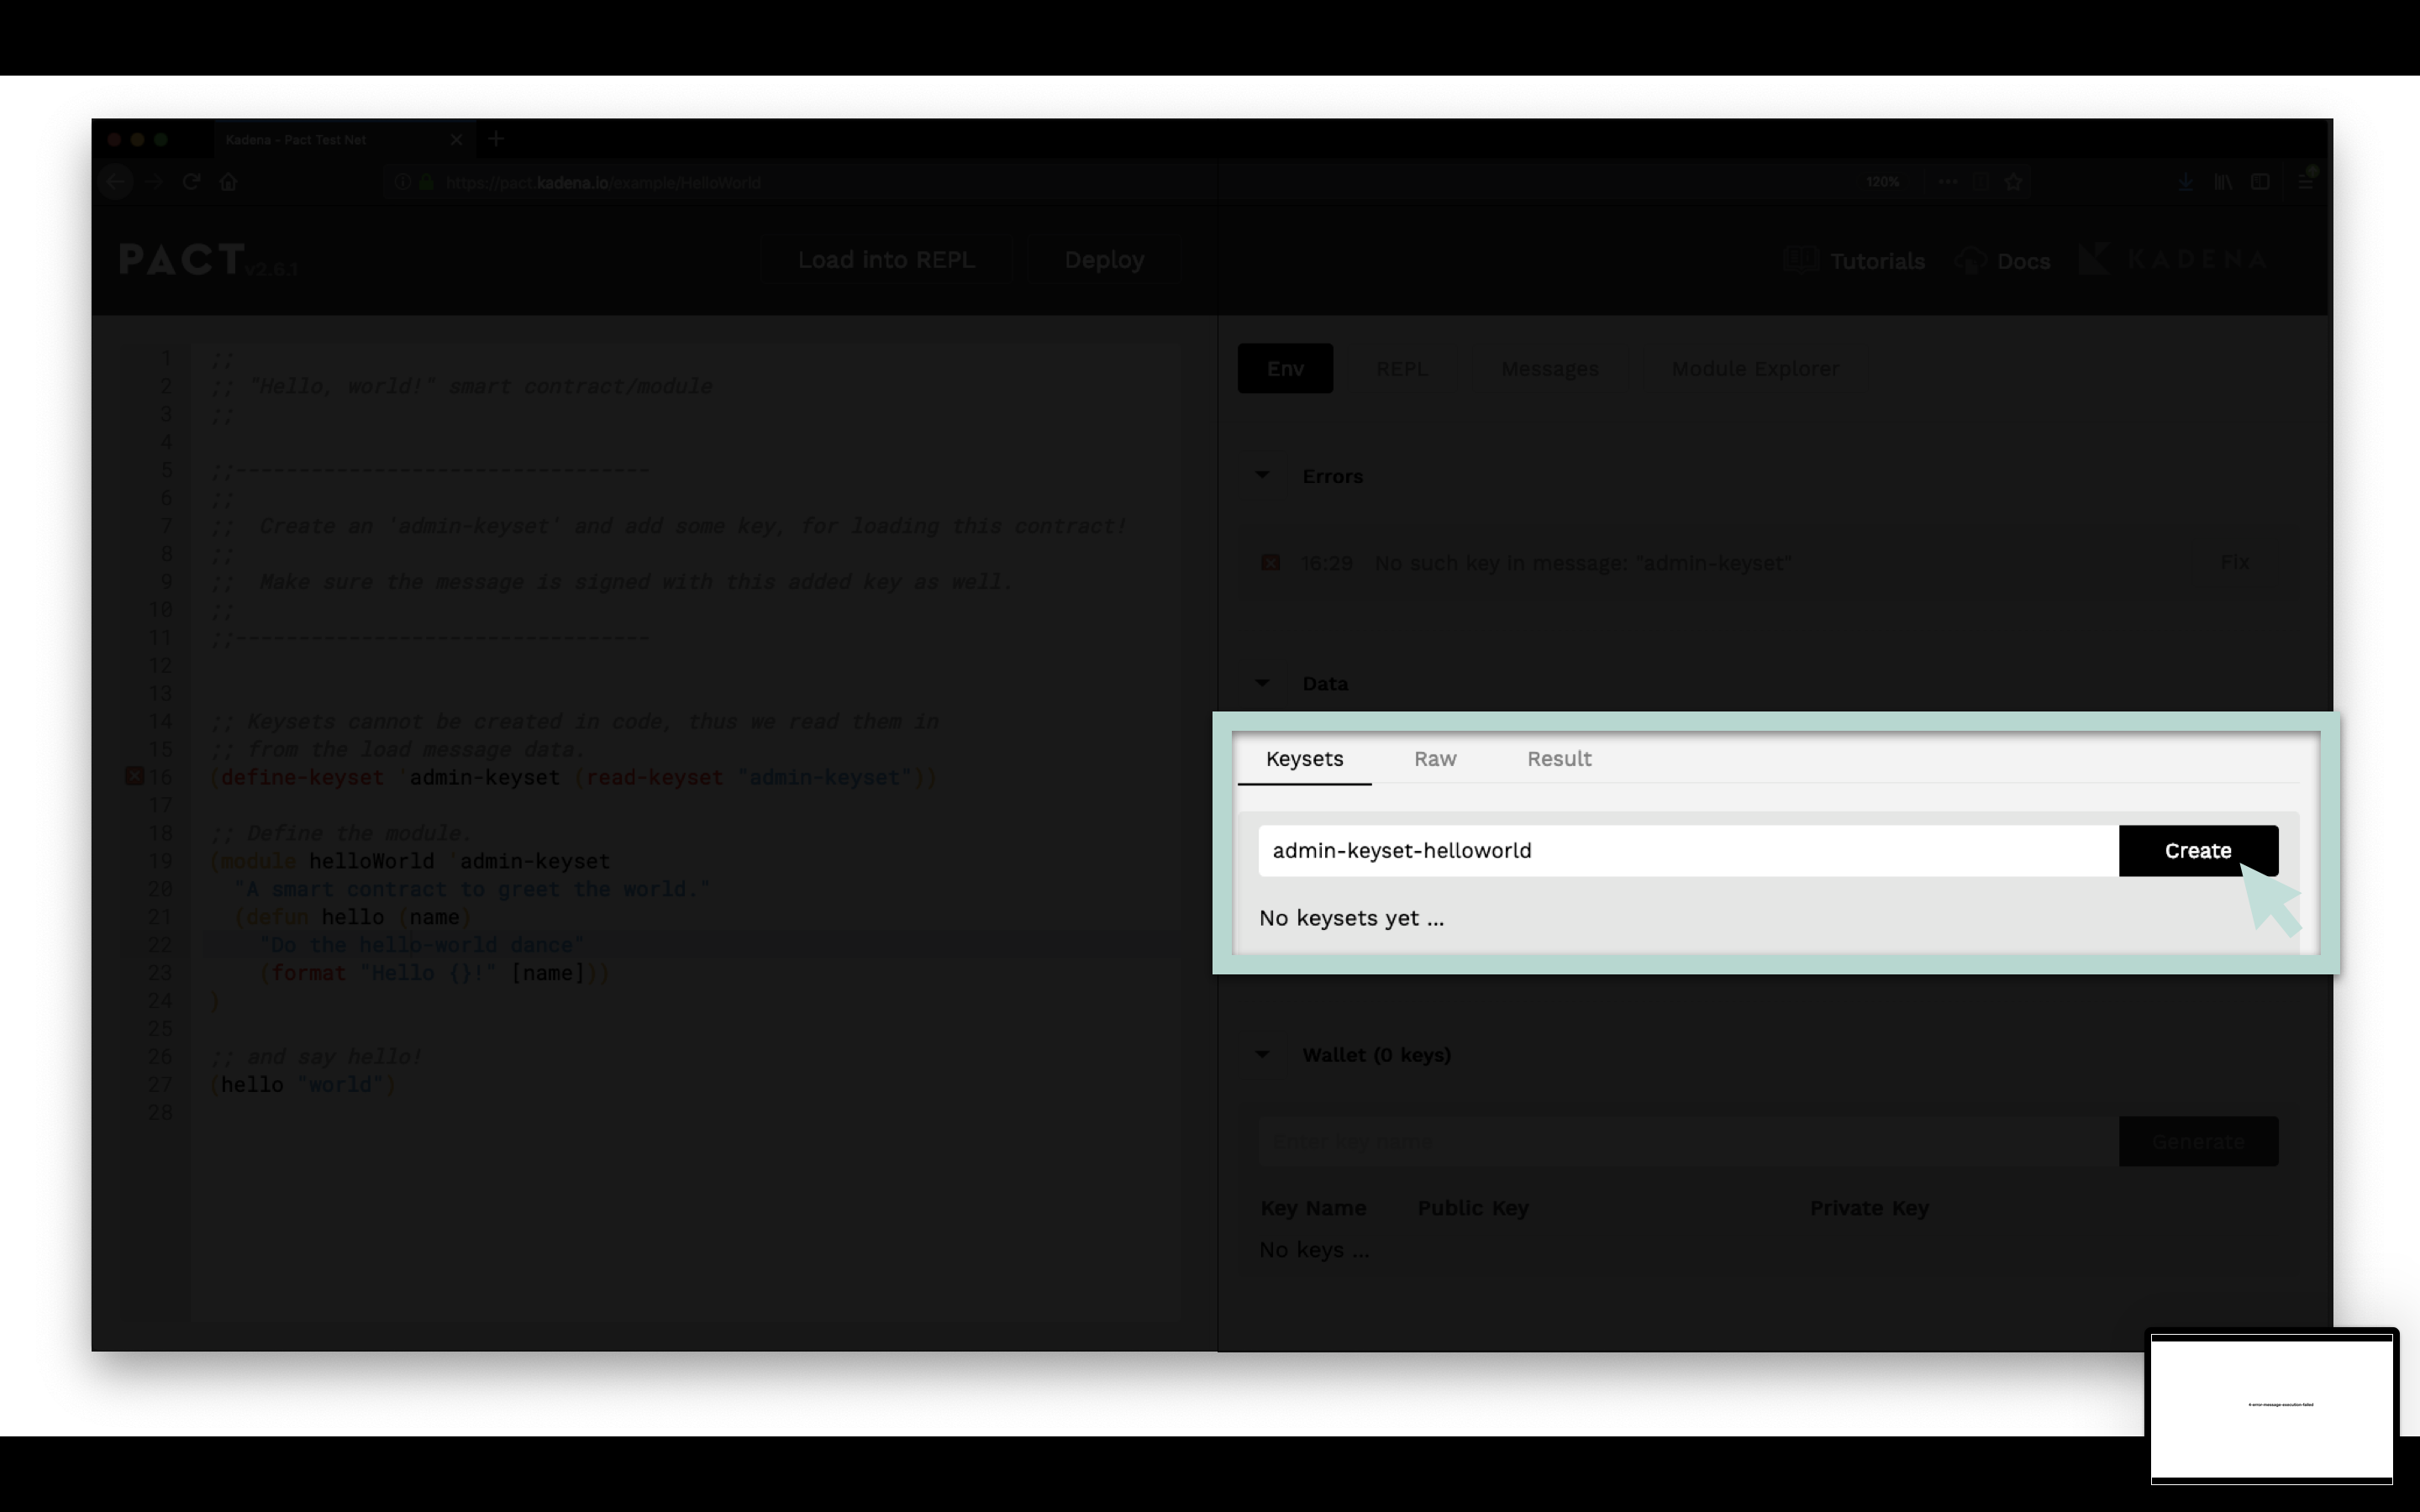 Kadena - Pact Test Net
https://pact.kadena.io/example/HelloWorld
120%
PACT v2.6.1
Load into REPL
Deploy
Tutorials
Docs
KADENA
1 ;;
2 ;; "Hello, world!" smart contract/module
3 ;;
4
5 ;;---------------------------------
6 ;;
7 ;;  Create an 'admin-keyset' and add some key, for loading this contract!
8 ;;
9 ;;  Make sure the message is signed with this added key as well.
10 ;;
11 ;;---------------------------------
12
13
14 ;; Keysets cannot be created in code, thus we read them in
15 ;; from the load message data.
16 (define-keyset 'admin-keyset (read-keyset "admin-keyset"))
17
18 ;; Define the module.
19 (module helloWorld 'admin-keyset
20   "A smart contract to greet the world."
21   (defun hello (name)
22     "Do the hello-world dance"
23     (format "Hello {}!" [name]))
24 )
25
26 ;; and say hello!
27 (hello "world")
28
Env
REPL
Messages
Module Explorer
Errors
16:29 No such key in message: "admin-keyset"
Fix
Data
Keysets
Raw
Result
admin-keyset-helloworld
Create
No keysets yet ...
Wallet (0 keys)
Enter key name
Generate
Key Name
Public Key
Private Key
No keys ...
4-error-message-execution-failed